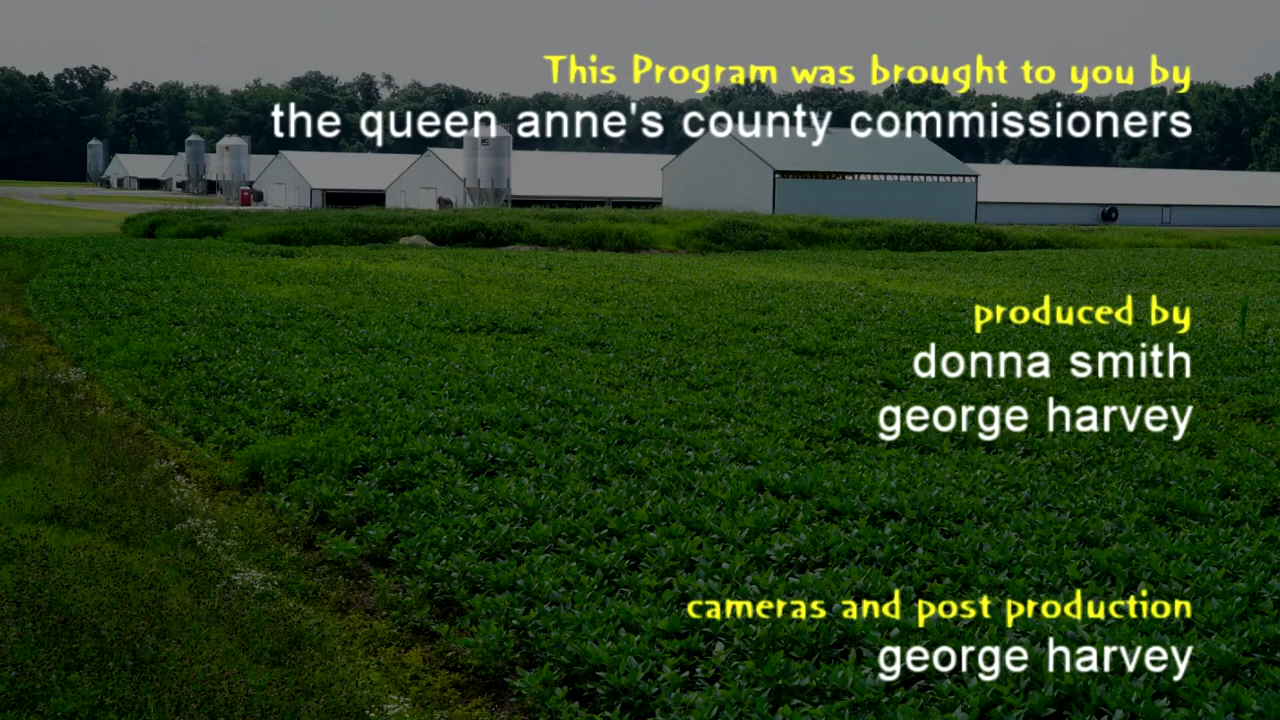 This Program was brought to you by
the queen anne's county commissioners
produced by
donna smith
george harvey
cameras and post production
george harvey